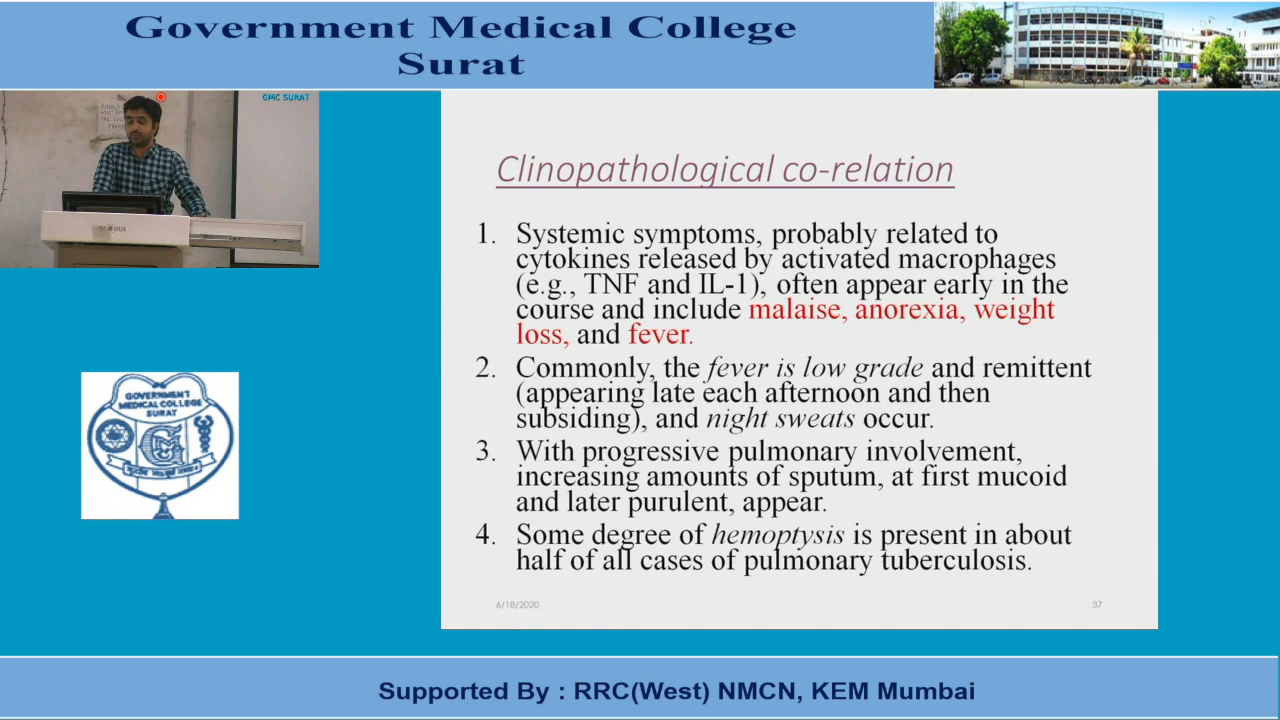 Government Medical College
Surat
GMC SURAT
Clinopathological co-relation
1. Systemic symptoms, probably related to
cytokines released by activated macrophages
(e.g., TNF and IL-1), often appear early in the
course and include malaise, anorexia, weight
loss, and fever.
2. Commonly, the fever is low grade and remittent
(appearing late each afternoon and then
subsiding), and night sweats occur.
3. With progressive pulmonary involvement,
increasing amounts of sputum, at first mucoid
and later purulent, appear.
4. Some degree of hemoptysis is present in about
half of all cases of pulmonary tuberculosis.
6/18/2020
37
GOVERNMENT
MEDICAL COLLEGE
SURAT
Supported By : RRC(West) NMCN, KEM Mumbai